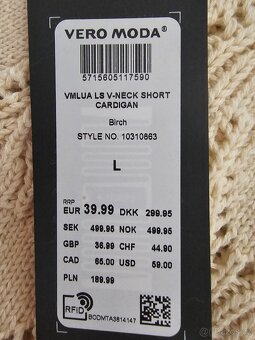 VERO MODA®
5715605117590
VMLUA LS V-NECK SHORT
CARDIGAN
Birch
STYLE NO. 10310863
L
RRP
EUR 39.99 DKK 299.95
SEK 499.95 NOK 499.95
GBP 36.99 CHF 44.90
CAD 65.00 USD 59.00
PLN 189.99
RFID
BODMTA3814147